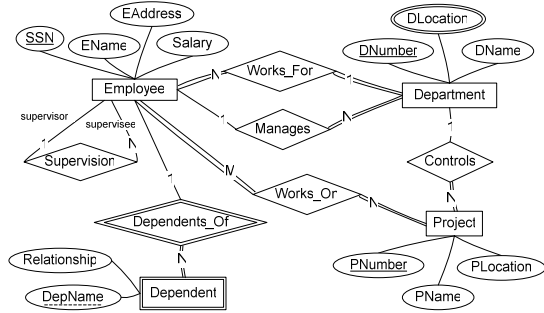 EAddress
DLocation
SSN
EName
Salary
DNumber
DName
Works_For
N
1
Employee
Department
1
Manages
N
supervisor
supervisee
1
1
N
Supervision
1
M
N
Controls
N
Works_On
N
Dependents_Of
Project
Relationship
N
PNumber
PLocation
DepName
Dependent
PName